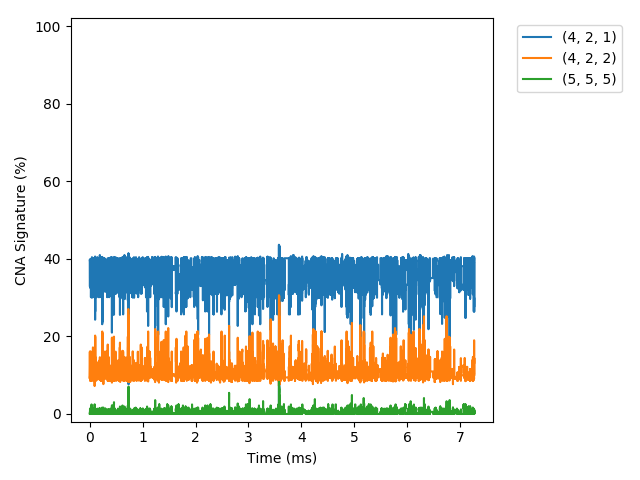 100
80
60
40
20
0
CNA Signature (%)
0 1 2 3 4 5 6 7
Time (ms)
(4, 2, 1)
(4, 2, 2)
(5, 5, 5)